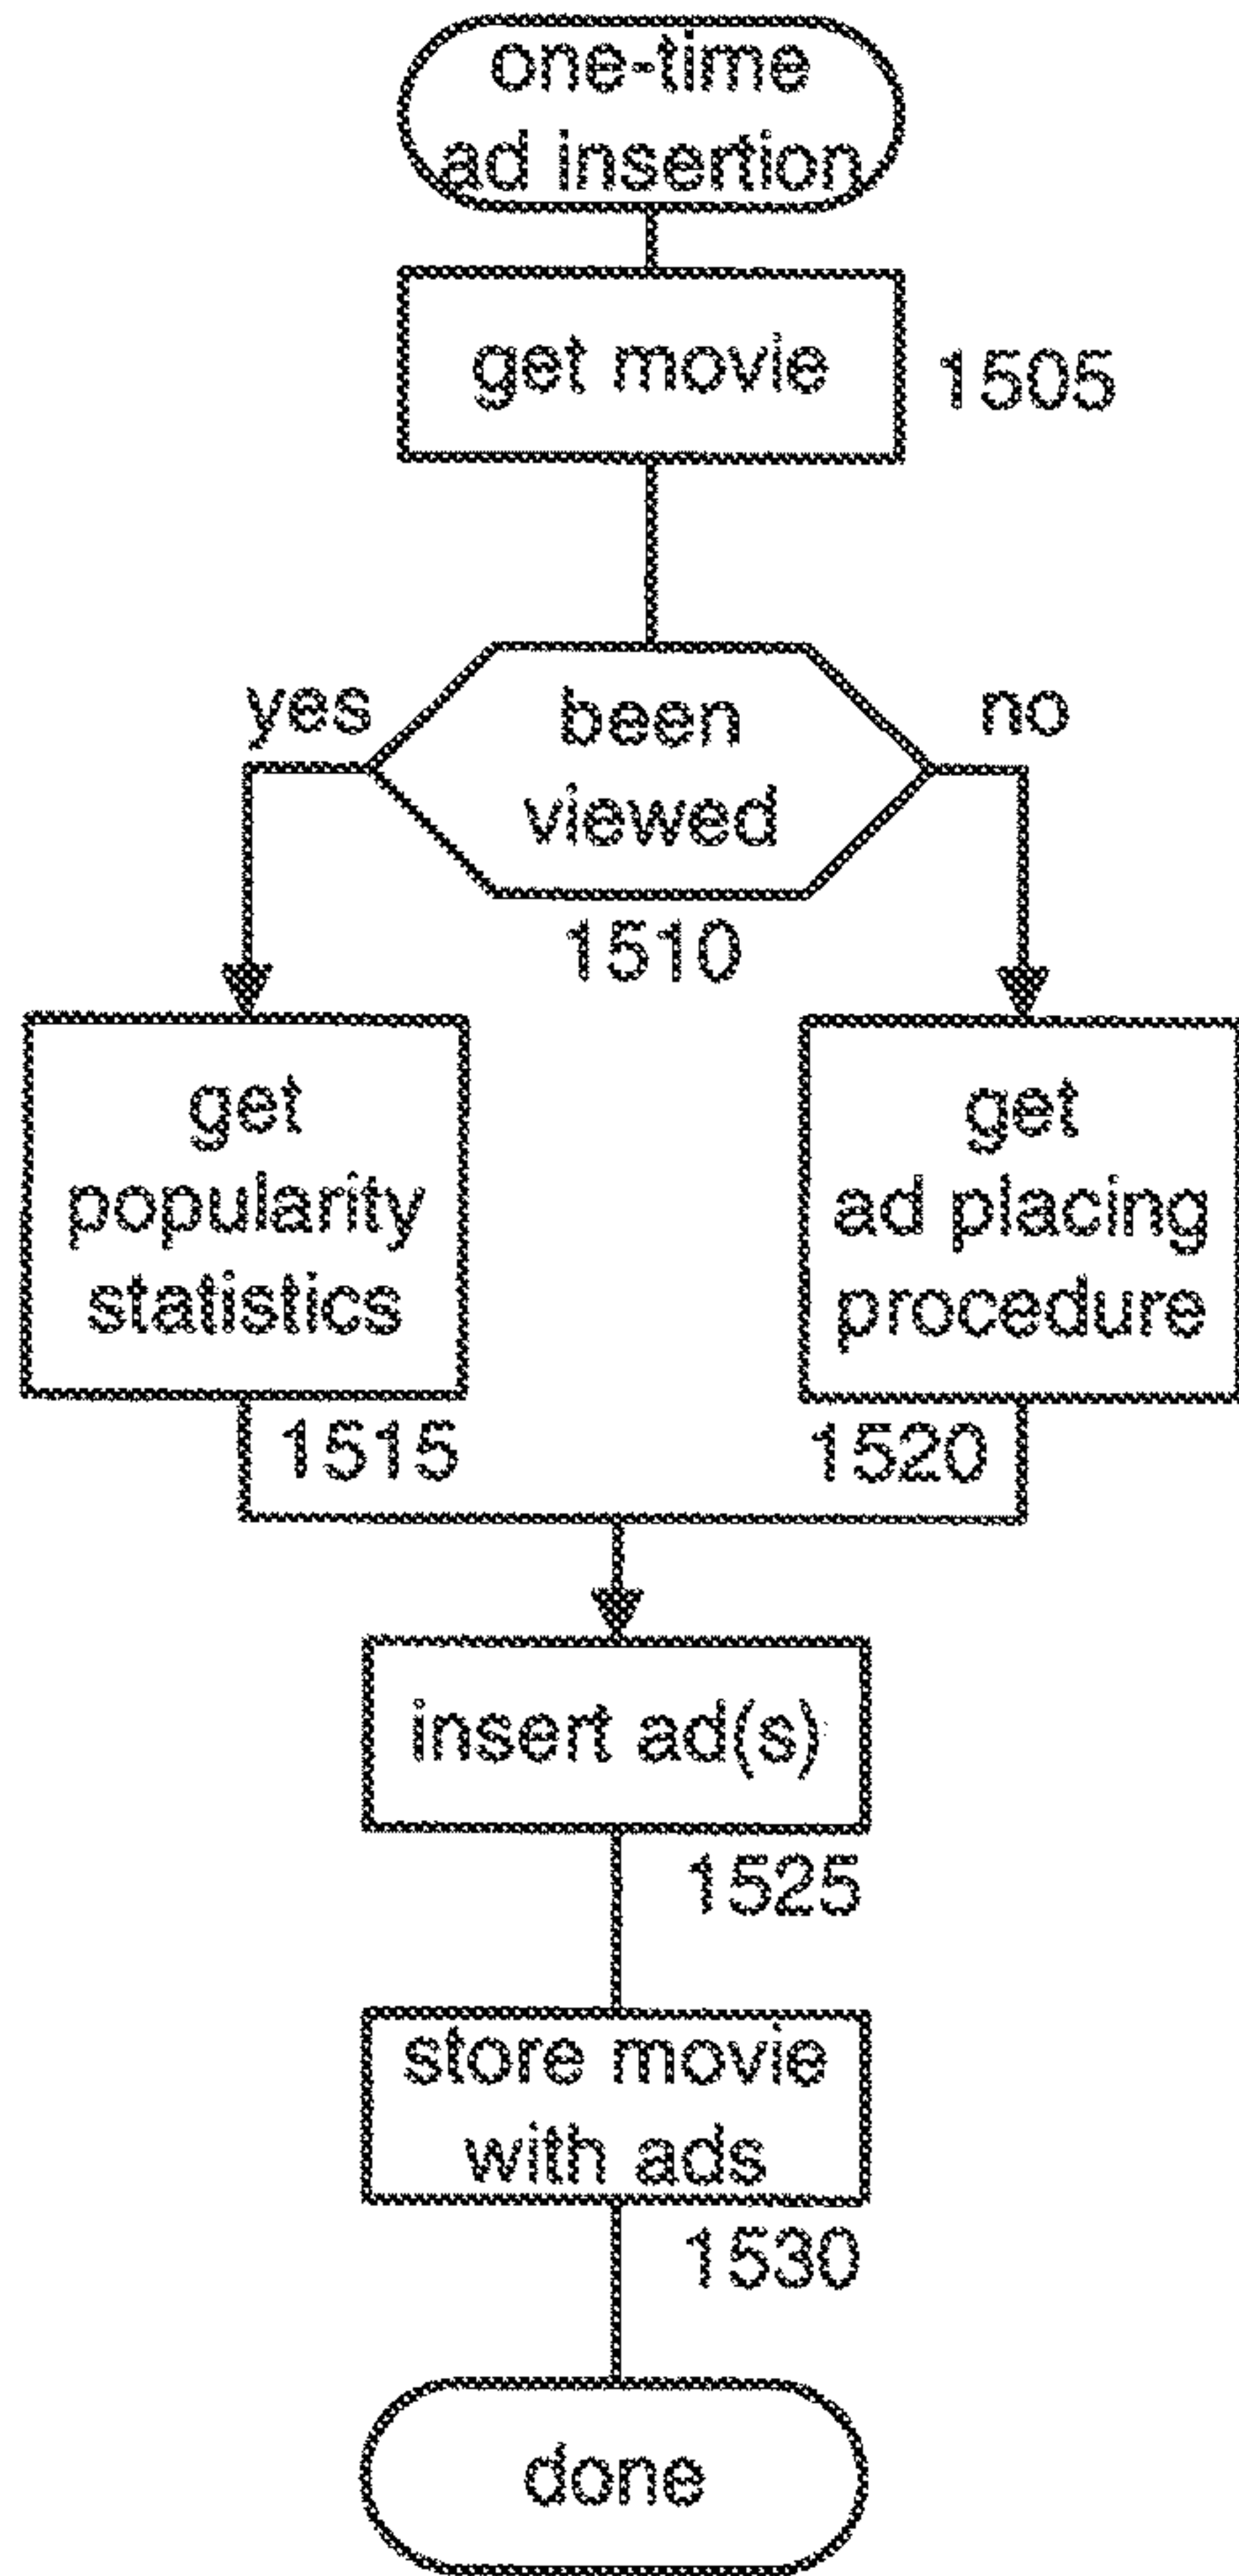 one-time
ad insertion
get movie
1505
yes
been
viewed
no
1510
get
popularity
statistics
1515
get
ad placing
procedure
1520
insert ad(s)
1525
store movie
with ads
1530
done